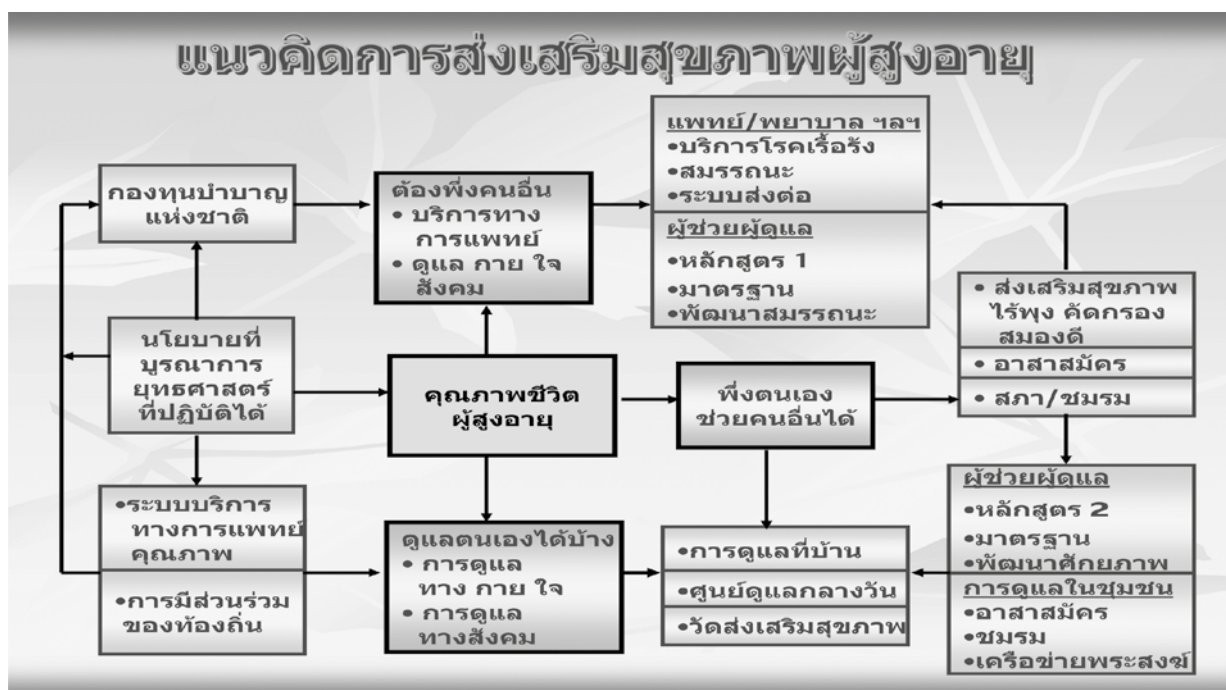 แนวคิดการส่งเสริมสุขภาพผู้สูงอายุ
กองทุนบำนาญ
แห่งชาติ
ต้องพึ่งคนอื่น
• บริการทาง
การแพทย์
• ดูแล กาย ใจ
สังคม
แพทย์/พยาบาล ฯลฯ
•บริการโรคเรื้อรัง
•สมรรถนะ
•ระบบส่งต่อ
ผู้ช่วยผู้ดูแล
•หลักสูตร 1
•มาตรฐาน
•พัฒนาสมรรถนะ
นโยบายที่
บูรณาการ
ยุทธศาสตร์
ที่ปฏิบัติได้
คุณภาพชีวิต
ผู้สูงอายุ
พึ่งตนเอง
ช่วยคนอื่นได้
• ส่งเสริมสุขภาพ
ไร้พุง คัดกรอง
สมองดี
• อาสาสมัคร
• สภา/ชมรม
•ระบบบริการ
ทางการแพทย์
คุณภาพ
•การมีส่วนร่วม
ของท้องถิ่น
ดูแลตนเองได้บ้าง
• การดูแล
ทาง กาย ใจ
• การดูแล
ทางสังคม
•การดูแลที่บ้าน
•ศูนย์ดูแลกลางวัน
•วัดส่งเสริมสุขภาพ
ผู้ช่วยผู้ดูแล
•หลักสูตร 2
•มาตรฐาน
•พัฒนาศักยภาพ
การดูแลในชุมชน
•อาสาสมัคร
•ชมรม
•เครือข่ายพระสงฆ์